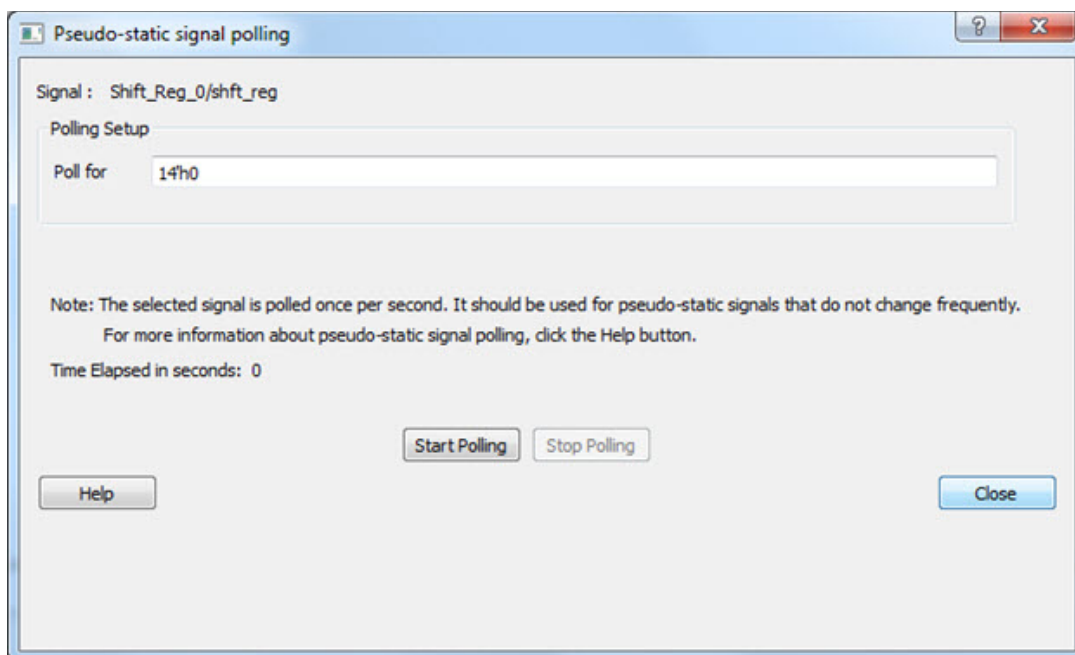 Pseudo-static signal polling
Signal : Shift_Reg_0/shft_reg
Polling Setup
Poll for 14'h0
Note: The selected signal is polled once per second. It should be used for pseudo-static signals that do not change frequently.
For more information about pseudo-static signal polling, click the Help button.
Time Elapsed in seconds: 0
Start Polling Stop Polling
Help Close